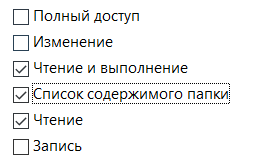 Полный доступ
Изменение
Чтение и выполнение
Список содержимого папки
Чтение
Запись